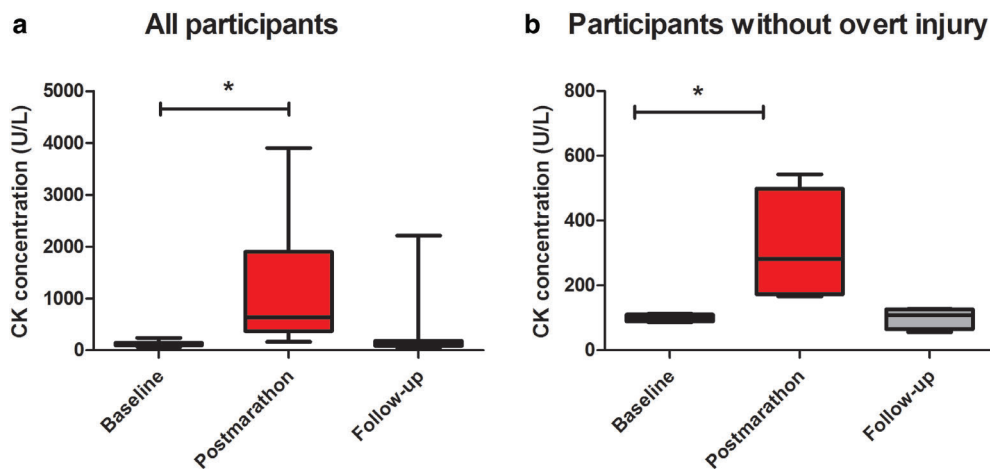 a All participants
CK concentration (U/L)
5000
4000
3000
2000
1000
0
*
Baseline
Postmarathon
Follow-up
b Participants without overt injury
CK concentration (U/L)
800
600
400
200
0
*
Baseline
Postmarathon
Follow-up